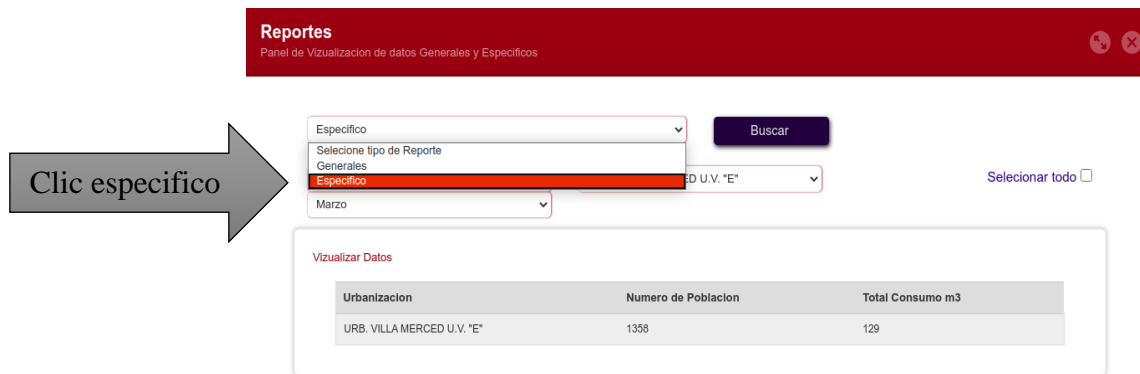 Reportes
Panel de Vizualizacion de datos Generales y Especificos
Especifico
Buscar
Selecione tipo de Reporte
Generales
Especifico
ED U.V. "E"
Selecionar todo
Clic especifico
Marzo
Vizualizar Datos
Urbanizacion Numero de Poblacion Total Consumo m3
URB. VILLA MERCED U.V. "E" 1358 129